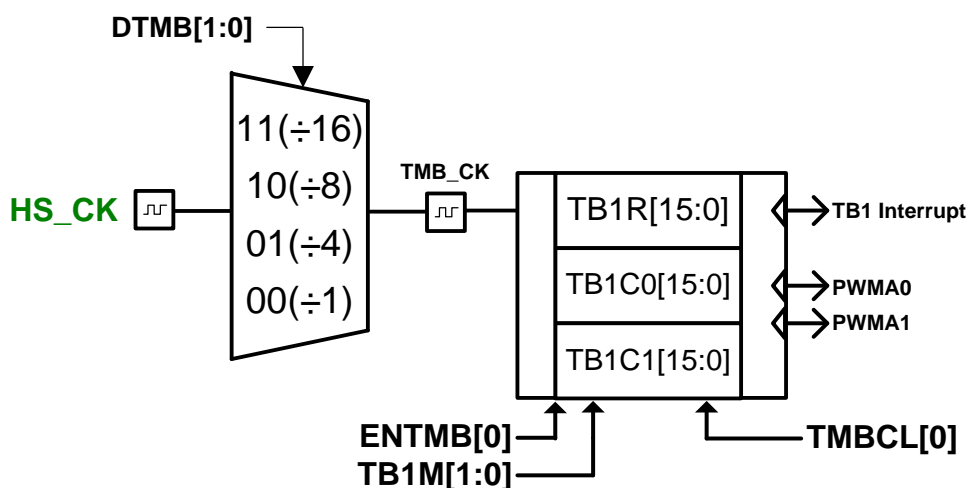 DTMB[1:0]
11(÷16)
10(÷8)
01(÷4)
00(÷1)
HS_CK
TMB_CK
TB1R[15:0]
TB1C0[15:0]
TB1C1[15:0]
TB1 Interrupt
PWMA0
PWMA1
ENTMB[0]
TB1M[1:0]
TMBCL[0]